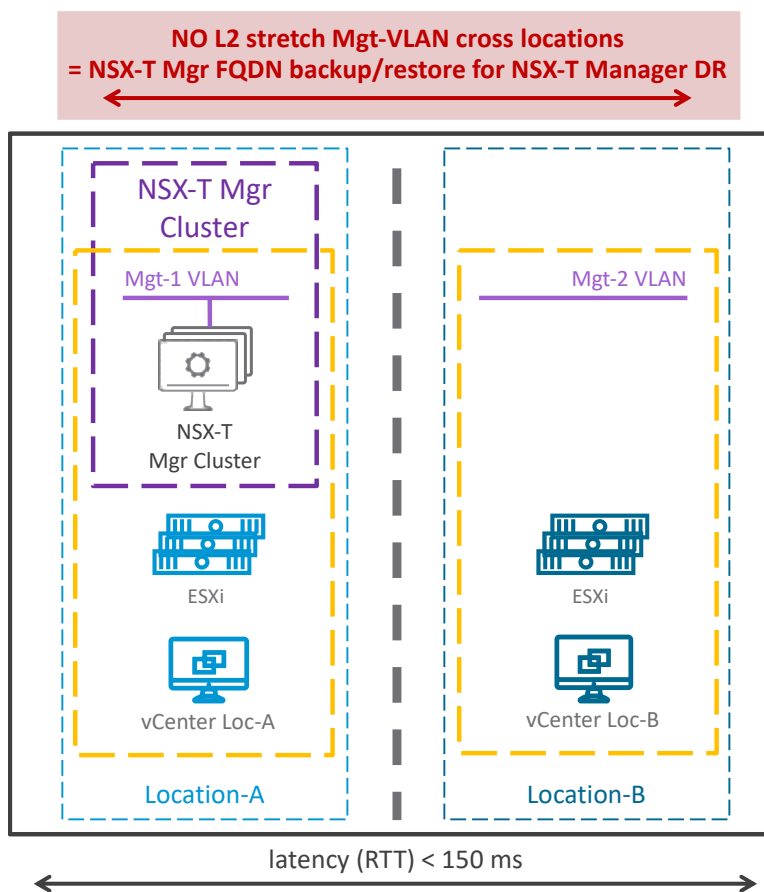 NO L2 stretch Mgt-VLAN cross locations
= NSX-T Mgr FQDN backup/restore for NSX-T Manager DR
NSX-T Mgr
Cluster
Mgt-1 VLAN
NSX-T
Mgr Cluster
ESXi
vCenter Loc-A
Location-A
Mgt-2 VLAN
ESXi
vCenter Loc-B
Location-B
latency (RTT) < 150 ms